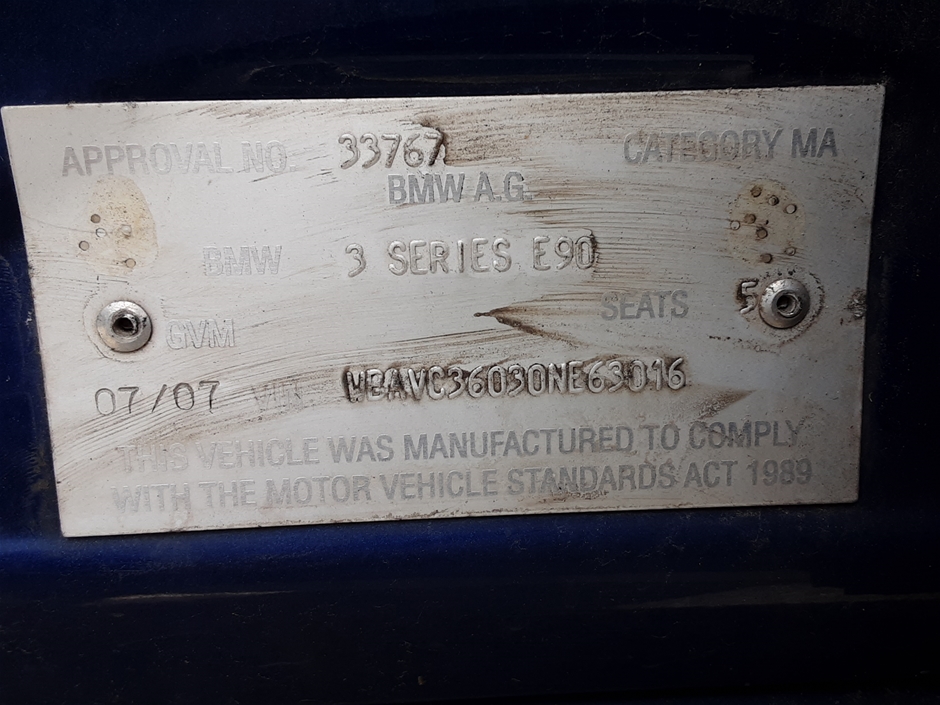 APPROVAL NO. 33767 CATEGORY MA
BMW A.G.
BMW 3 SERIES E90
SEATS 5
GVM
07/07 VIN WBAVC36030NE63016
THIS VEHICLE WAS MANUFACTURED TO COMPLY
WITH THE MOTOR VEHICLE STANDARDS ACT 1989